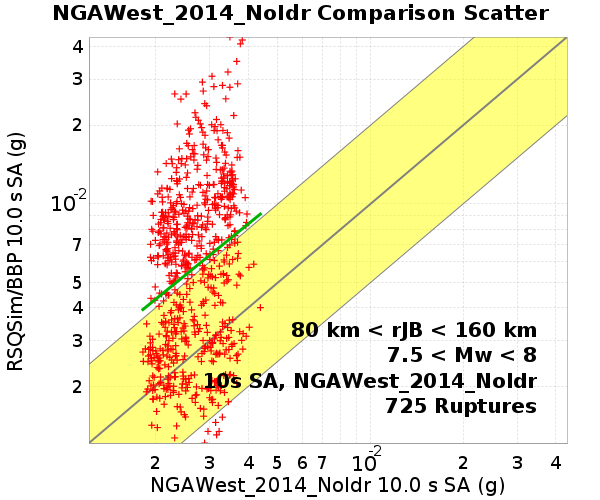 NGAWest_2014_NoIdr Comparison Scatter
RSQSim/BBP 10.0 s SA (g)
4
3
2
10-2
7
5
4
3
2
80 km < rJB < 160 km
7.5 < Mw < 8
10s SA, NGAWest_2014_NoIdr
725 Ruptures
2 3 4 5 6 7 10-2 2 3 4
NGAWest_2014_NoIdr 10.0 s SA (g)